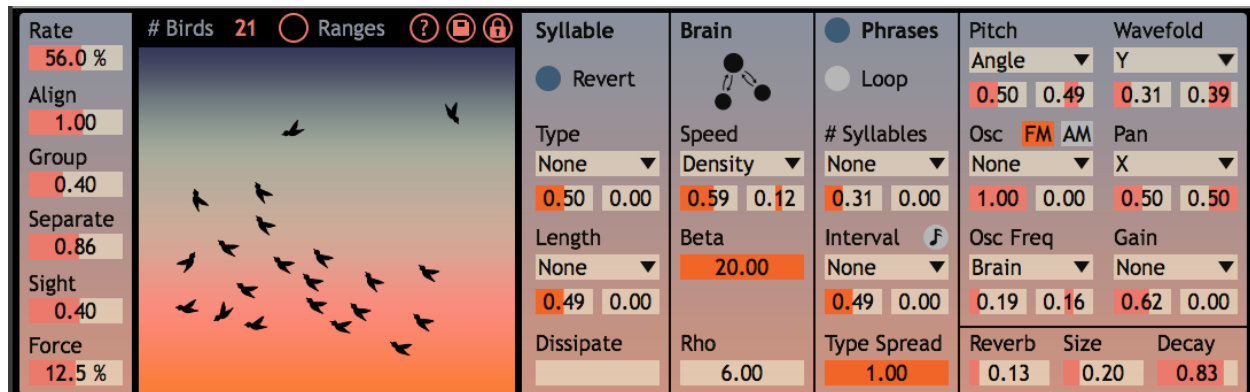 Rate
56.0 %
Align
1.00
Group
0.40
Separate
0.86
Sight
0.40
Force
12.5 %
# Birds 21 Ranges ?
Syllable
Revert
Type
None
0.50 0.00
Length
None
0.49 0.00
Dissipate
Brain
Speed
Density
0.59 0.12
Beta
20.00
Rho
6.00
Phrases
Loop
# Syllables
None
0.31 0.00
Interval
None
0.49 0.00
Type Spread
1.00
Pitch
Angle
0.50 0.49
Osc FM AM
None
1.00 0.00
Osc Freq
Brain
0.19 0.16
Wavefold
Y
0.31 0.39
Pan
X
0.50 0.50
Gain
None
0.62 0.00
Reverb Size Decay
0.13 0.20 0.83